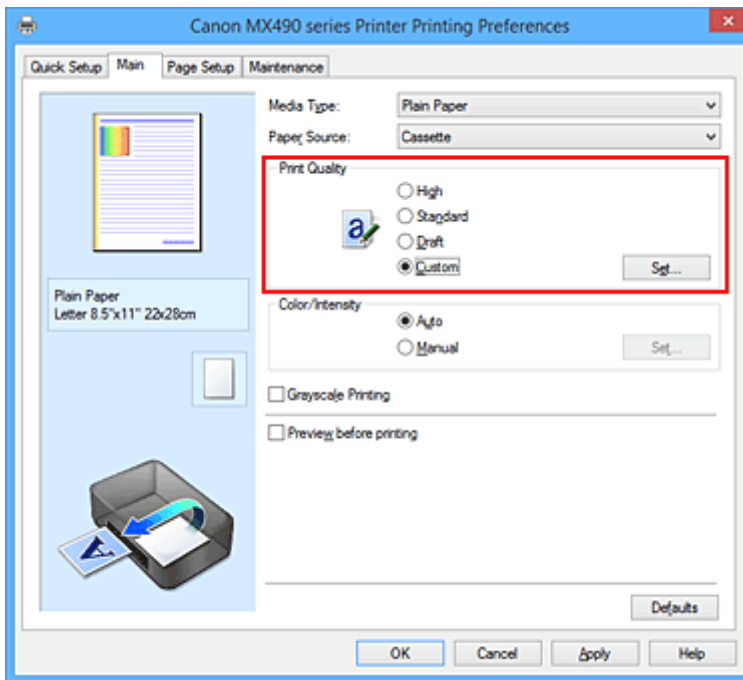 Canon MX490 series Printer Printing Preferences
Quick Setup Main Page Setup Maintenance
Media Type: Plain Paper
Paper Source: Cassette
Print Quality
High
Standard
Draft
Custom Set...
Plain Paper
Letter 8.5"x11" 22x28cm
Color/Intensity
Auto
Manual Set...
Grayscale Printing
Preview before printing
Defaults
OK Cancel Apply Help